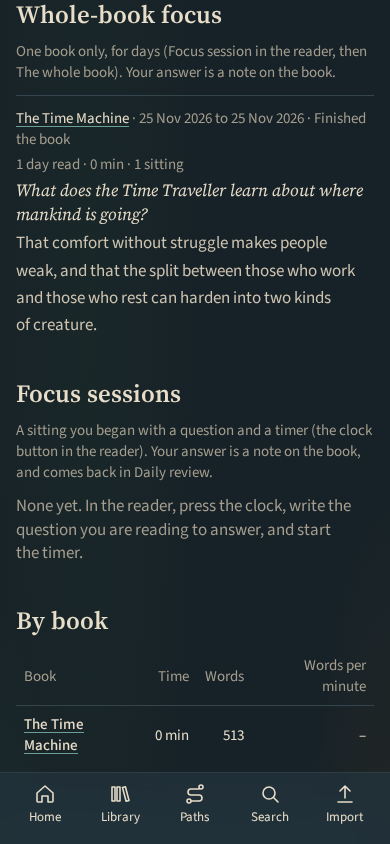 Whole-book focus
One book only, for days (Focus session in the reader, then
The whole book). Your answer is a note on the book.
The Time Machine · 25 Nov 2026 to 25 Nov 2026 · Finished
the book
1 day read · 0 min · 1 sitting
What does the Time Traveller learn about where
mankind is going?
That comfort without struggle makes people
weak, and that the split between those who work
and those who rest can harden into two kinds
of creature.
Focus sessions
A sitting you began with a question and a timer (the clock
button in the reader). Your answer is a note on the book,
and comes back in Daily review.
None yet. In the reader, press the clock, write the
question you are reading to answer, and start
the timer.
By book
Book Time Words Words per
minute
The Time
Machine 0 min 513 –
Home Library Paths Search Import